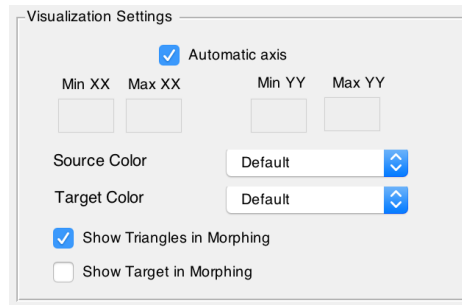 Visualization Settings
Automatic axis
Min XX Max XX Min YY Max YY
Source Color Default
Target Color Default
Show Triangles in Morphing
Show Target in Morphing